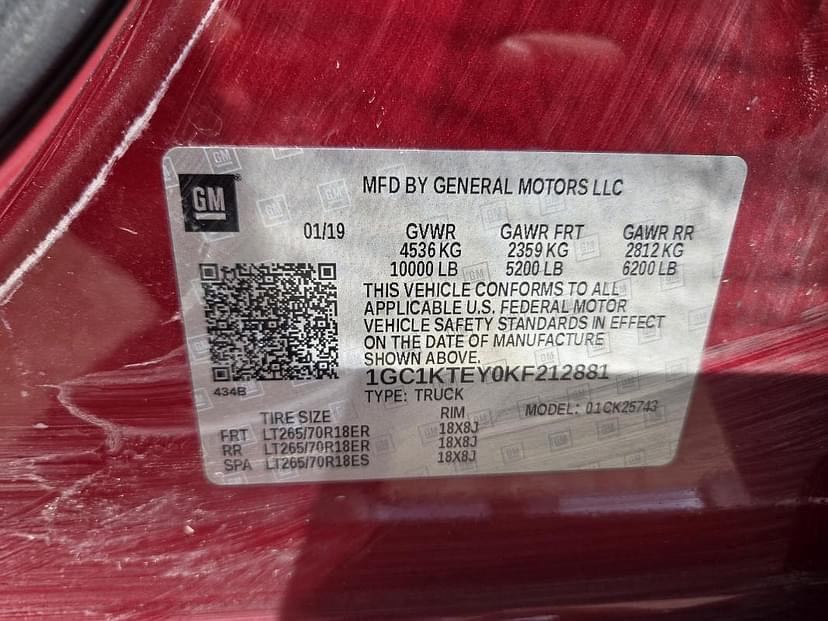 GM
MFD BY GENERAL MOTORS LLC
01/19 GVWR GAWR FRT GAWR RR
4536 KG 2359 KG 2812 KG
10000 LB 5200 LB 6200 LB
THIS VEHICLE CONFORMS TO ALL
APPLICABLE U.S. FEDERAL MOTOR
VEHICLE SAFETY STANDARDS IN EFFECT
ON THE DATE OF MANUFACTURE
SHOWN ABOVE.
1GC1KTEY0KF212881
434B
TYPE: TRUCK MODEL: 01CK25743
TIRE SIZE RIM
FRT LT265/70R18ER 18X8J
RR LT265/70R18ER 18X8J
SPA LT265/70R18ES 18X8J